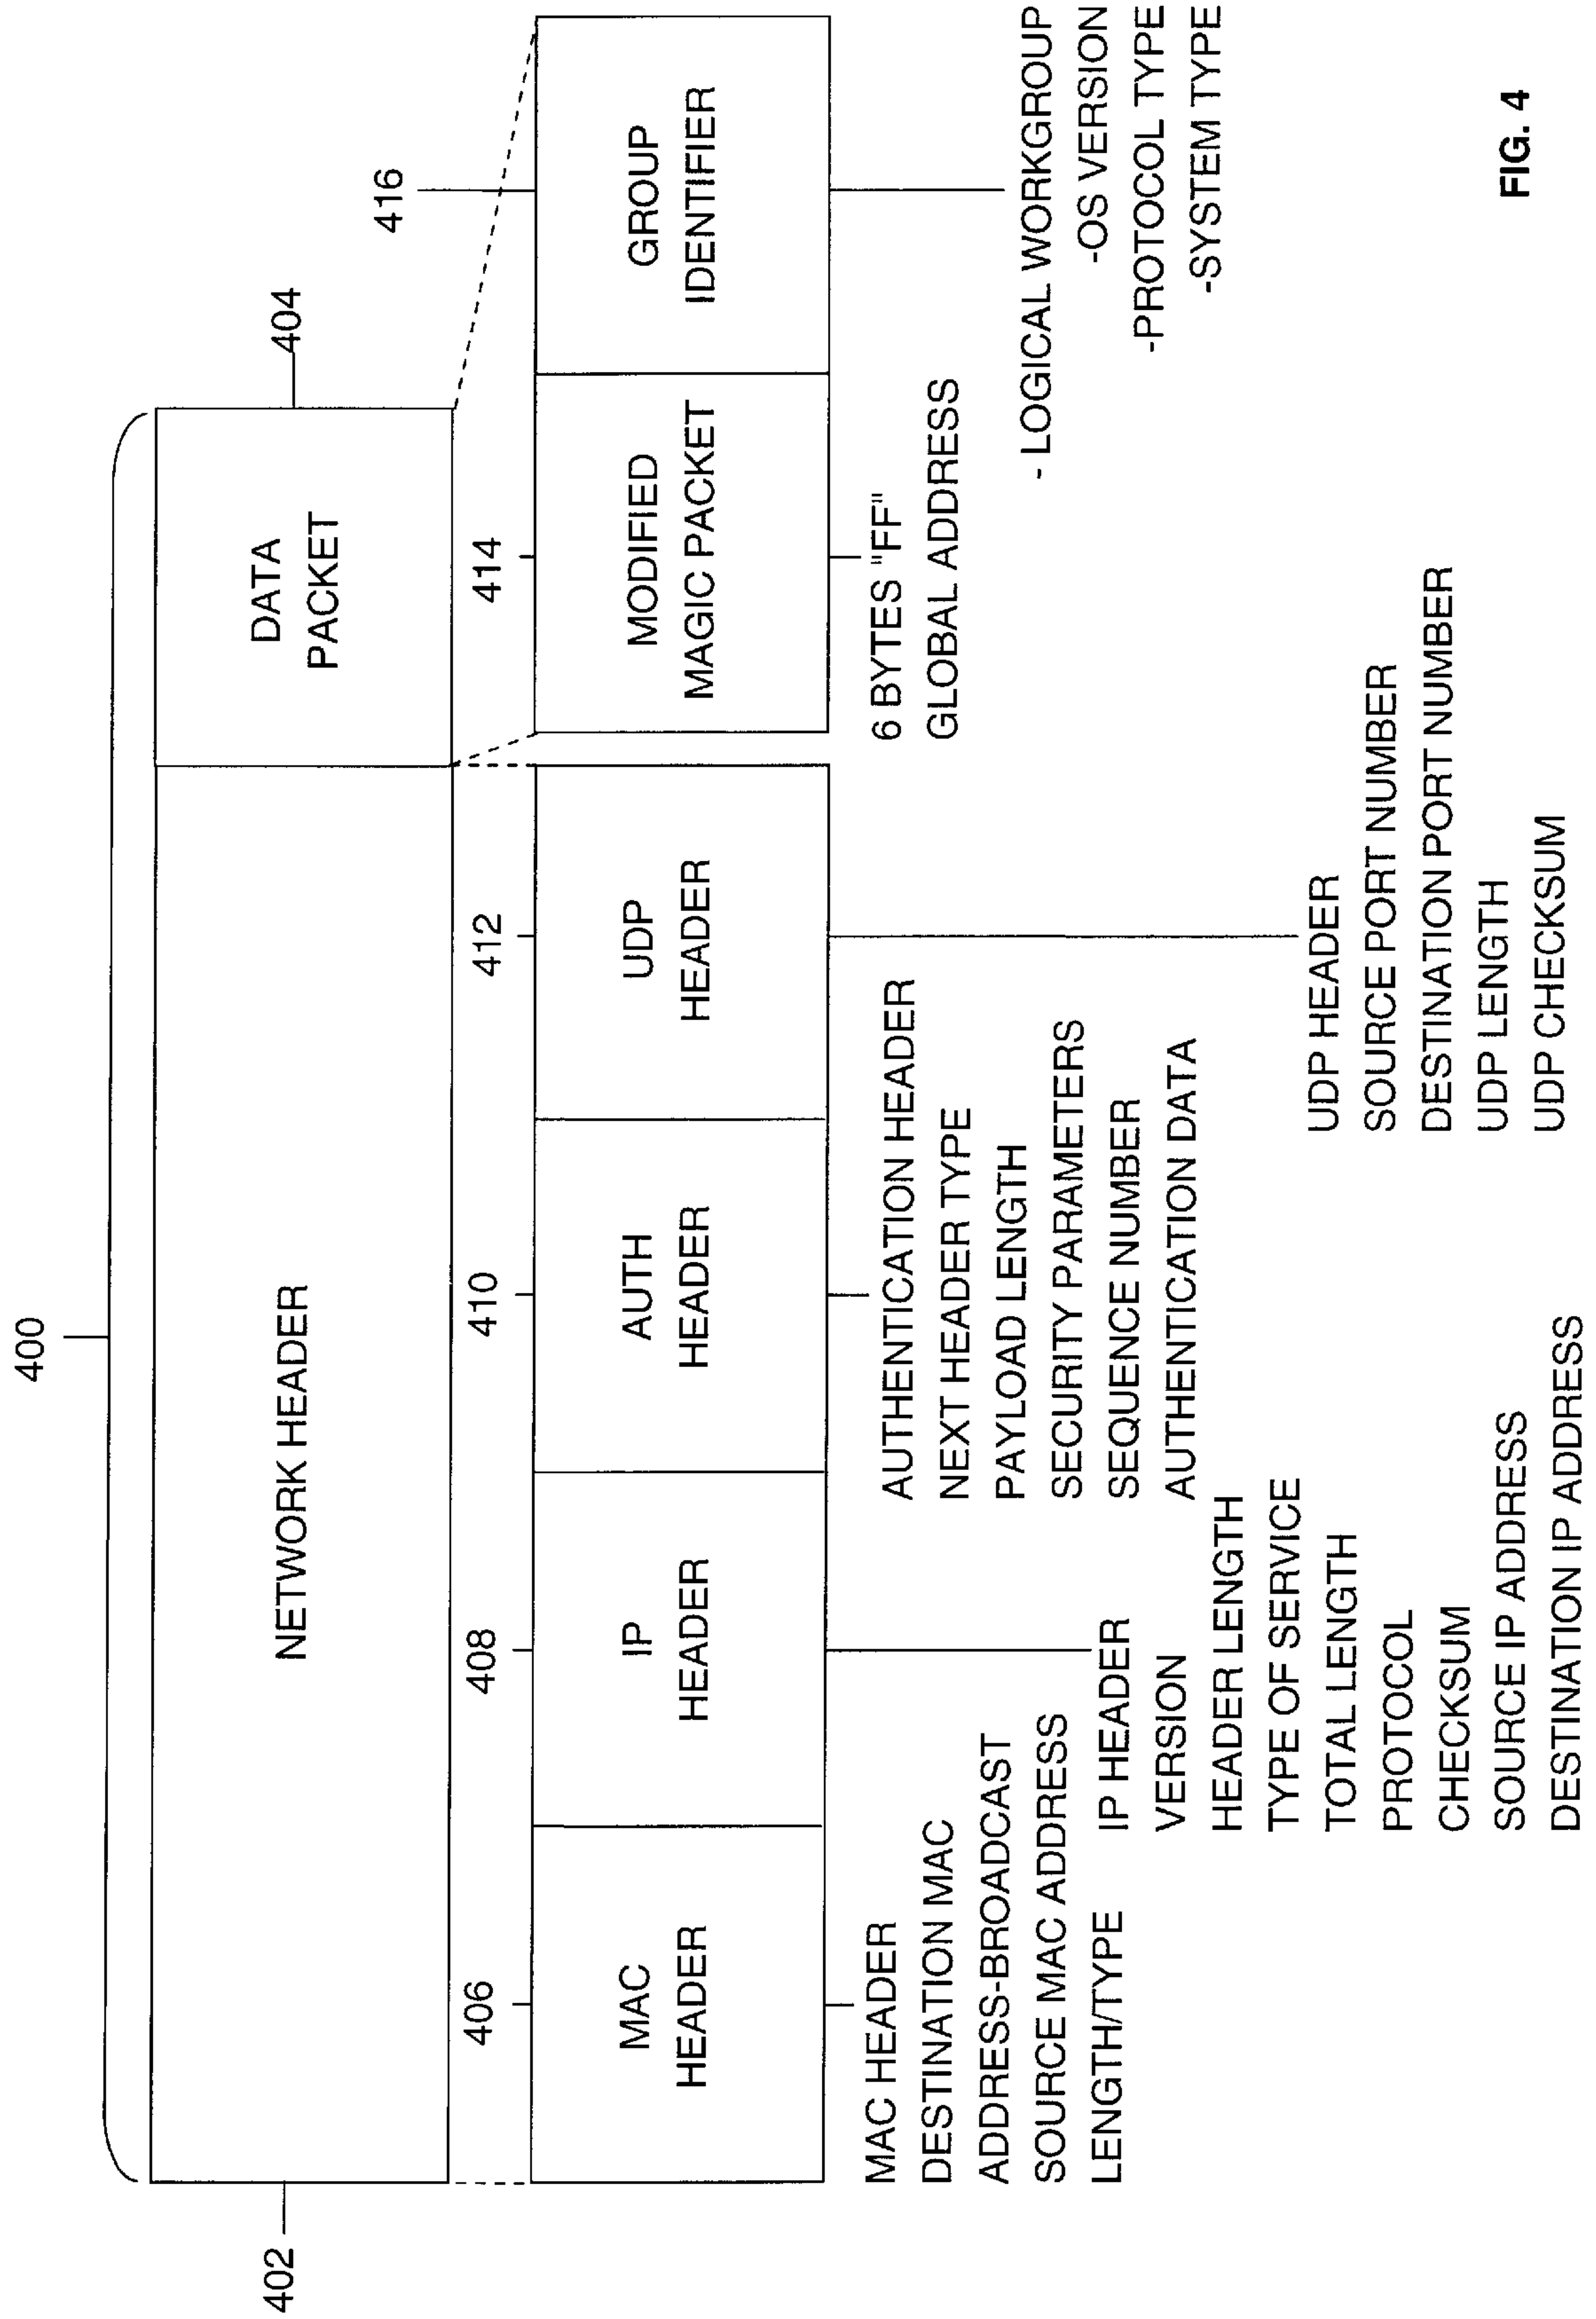 400
402
NETWORK HEADER
DATA
PACKET
404
406
408
410
412
414
416
MAC
HEADER
IP
HEADER
AUTH
HEADER
UDP
HEADER
MODIFIED
MAGIC PACKET
GROUP
IDENTIFIER
MAC HEADER
DESTINATION MAC
ADDRESS-BROADCAST
SOURCE MAC ADDRESS
LENGTH/TYPE
IP HEADER
VERSION
HEADER LENGTH
TYPE OF SERVICE
TOTAL LENGTH
PROTOCOL
CHECKSUM
SOURCE IP ADDRESS
DESTINATION IP ADDRESS
AUTHENTICATION HEADER
NEXT HEADER TYPE
PAYLOAD LENGTH
SECURITY PARAMETERS
SEQUENCE NUMBER
AUTHENTICATION DATA
UDP HEADER
SOURCE PORT NUMBER
DESTINATION PORT NUMBER
UDP LENGTH
UDP CHECKSUM
6 BYTES "FF"
GLOBAL ADDRESS
- LOGICAL WORKGROUP
-OS VERSION
-PROTOCOL TYPE
-SYSTEM TYPE
FIG. 4